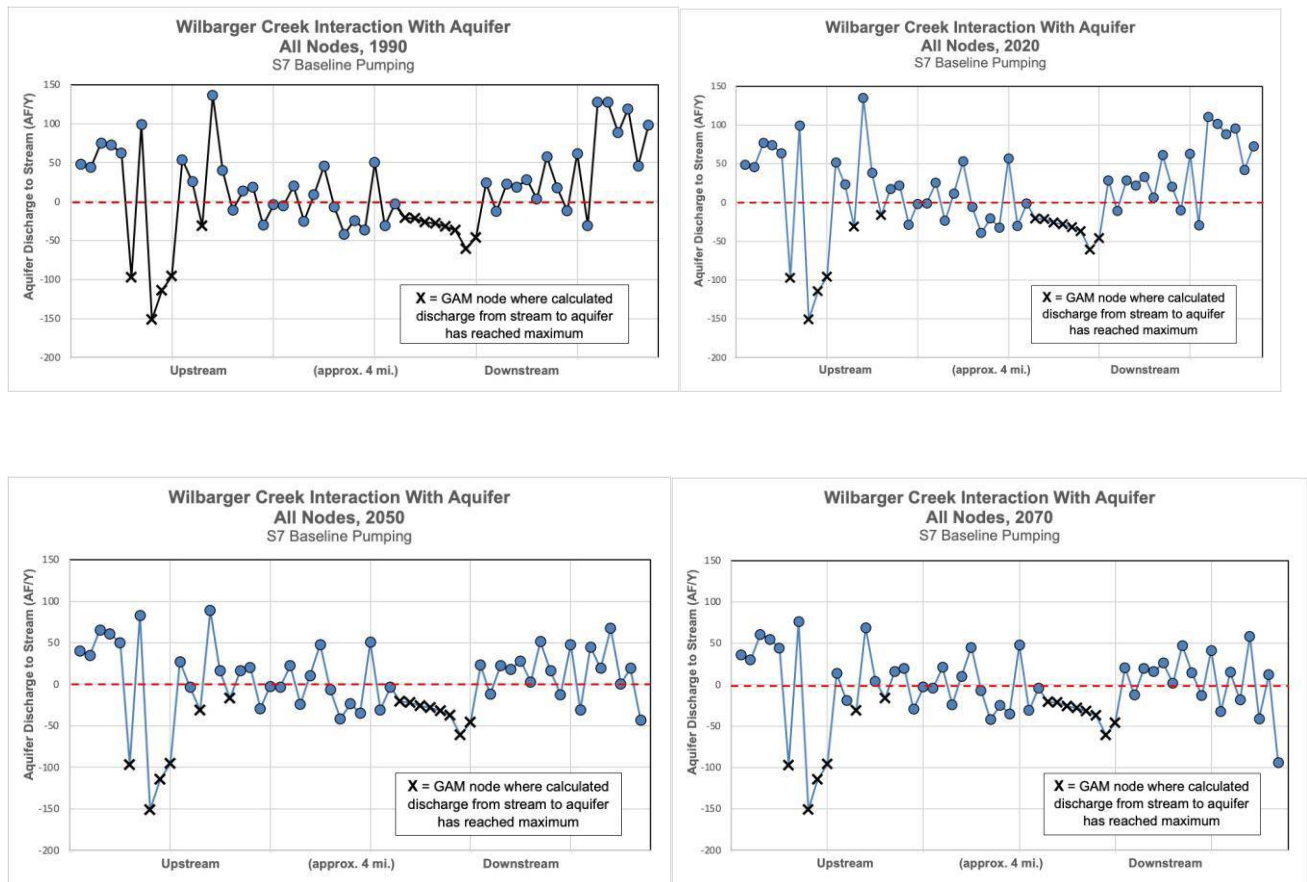 Wilbarger Creek Interaction With Aquifer
All Nodes, 1990
S7 Baseline Pumping
Aquifer Discharge to Stream (AF/Y)
150
100
50
0
-50
-100
-150
-200
X = GAM node where calculated
discharge from stream to aquifer
has reached maximum
Upstream (approx. 4 mi.) Downstream
Wilbarger Creek Interaction With Aquifer
All Nodes, 2020
S7 Baseline Pumping
Aquifer Discharge to Stream (AF/Y)
150
100
50
0
-50
-100
-150
-200
X = GAM node where calculated
discharge from stream to aquifer
has reached maximum
Upstream (approx. 4 mi.) Downstream
Wilbarger Creek Interaction With Aquifer
All Nodes, 2050
S7 Baseline Pumping
Aquifer Discharge to Stream (AF/Y)
150
100
50
0
-50
-100
-150
-200
X = GAM node where calculated
discharge from stream to aquifer
has reached maximum
Upstream (approx. 4 mi.) Downstream
Wilbarger Creek Interaction With Aquifer
All Nodes, 2070
S7 Baseline Pumping
Aquifer Discharge to Stream (AF/Y)
150
100
50
0
-50
-100
-150
-200
X = GAM node where calculated
discharge from stream to aquifer
has reached maximum
Upstream (approx. 4 mi.) Downstream